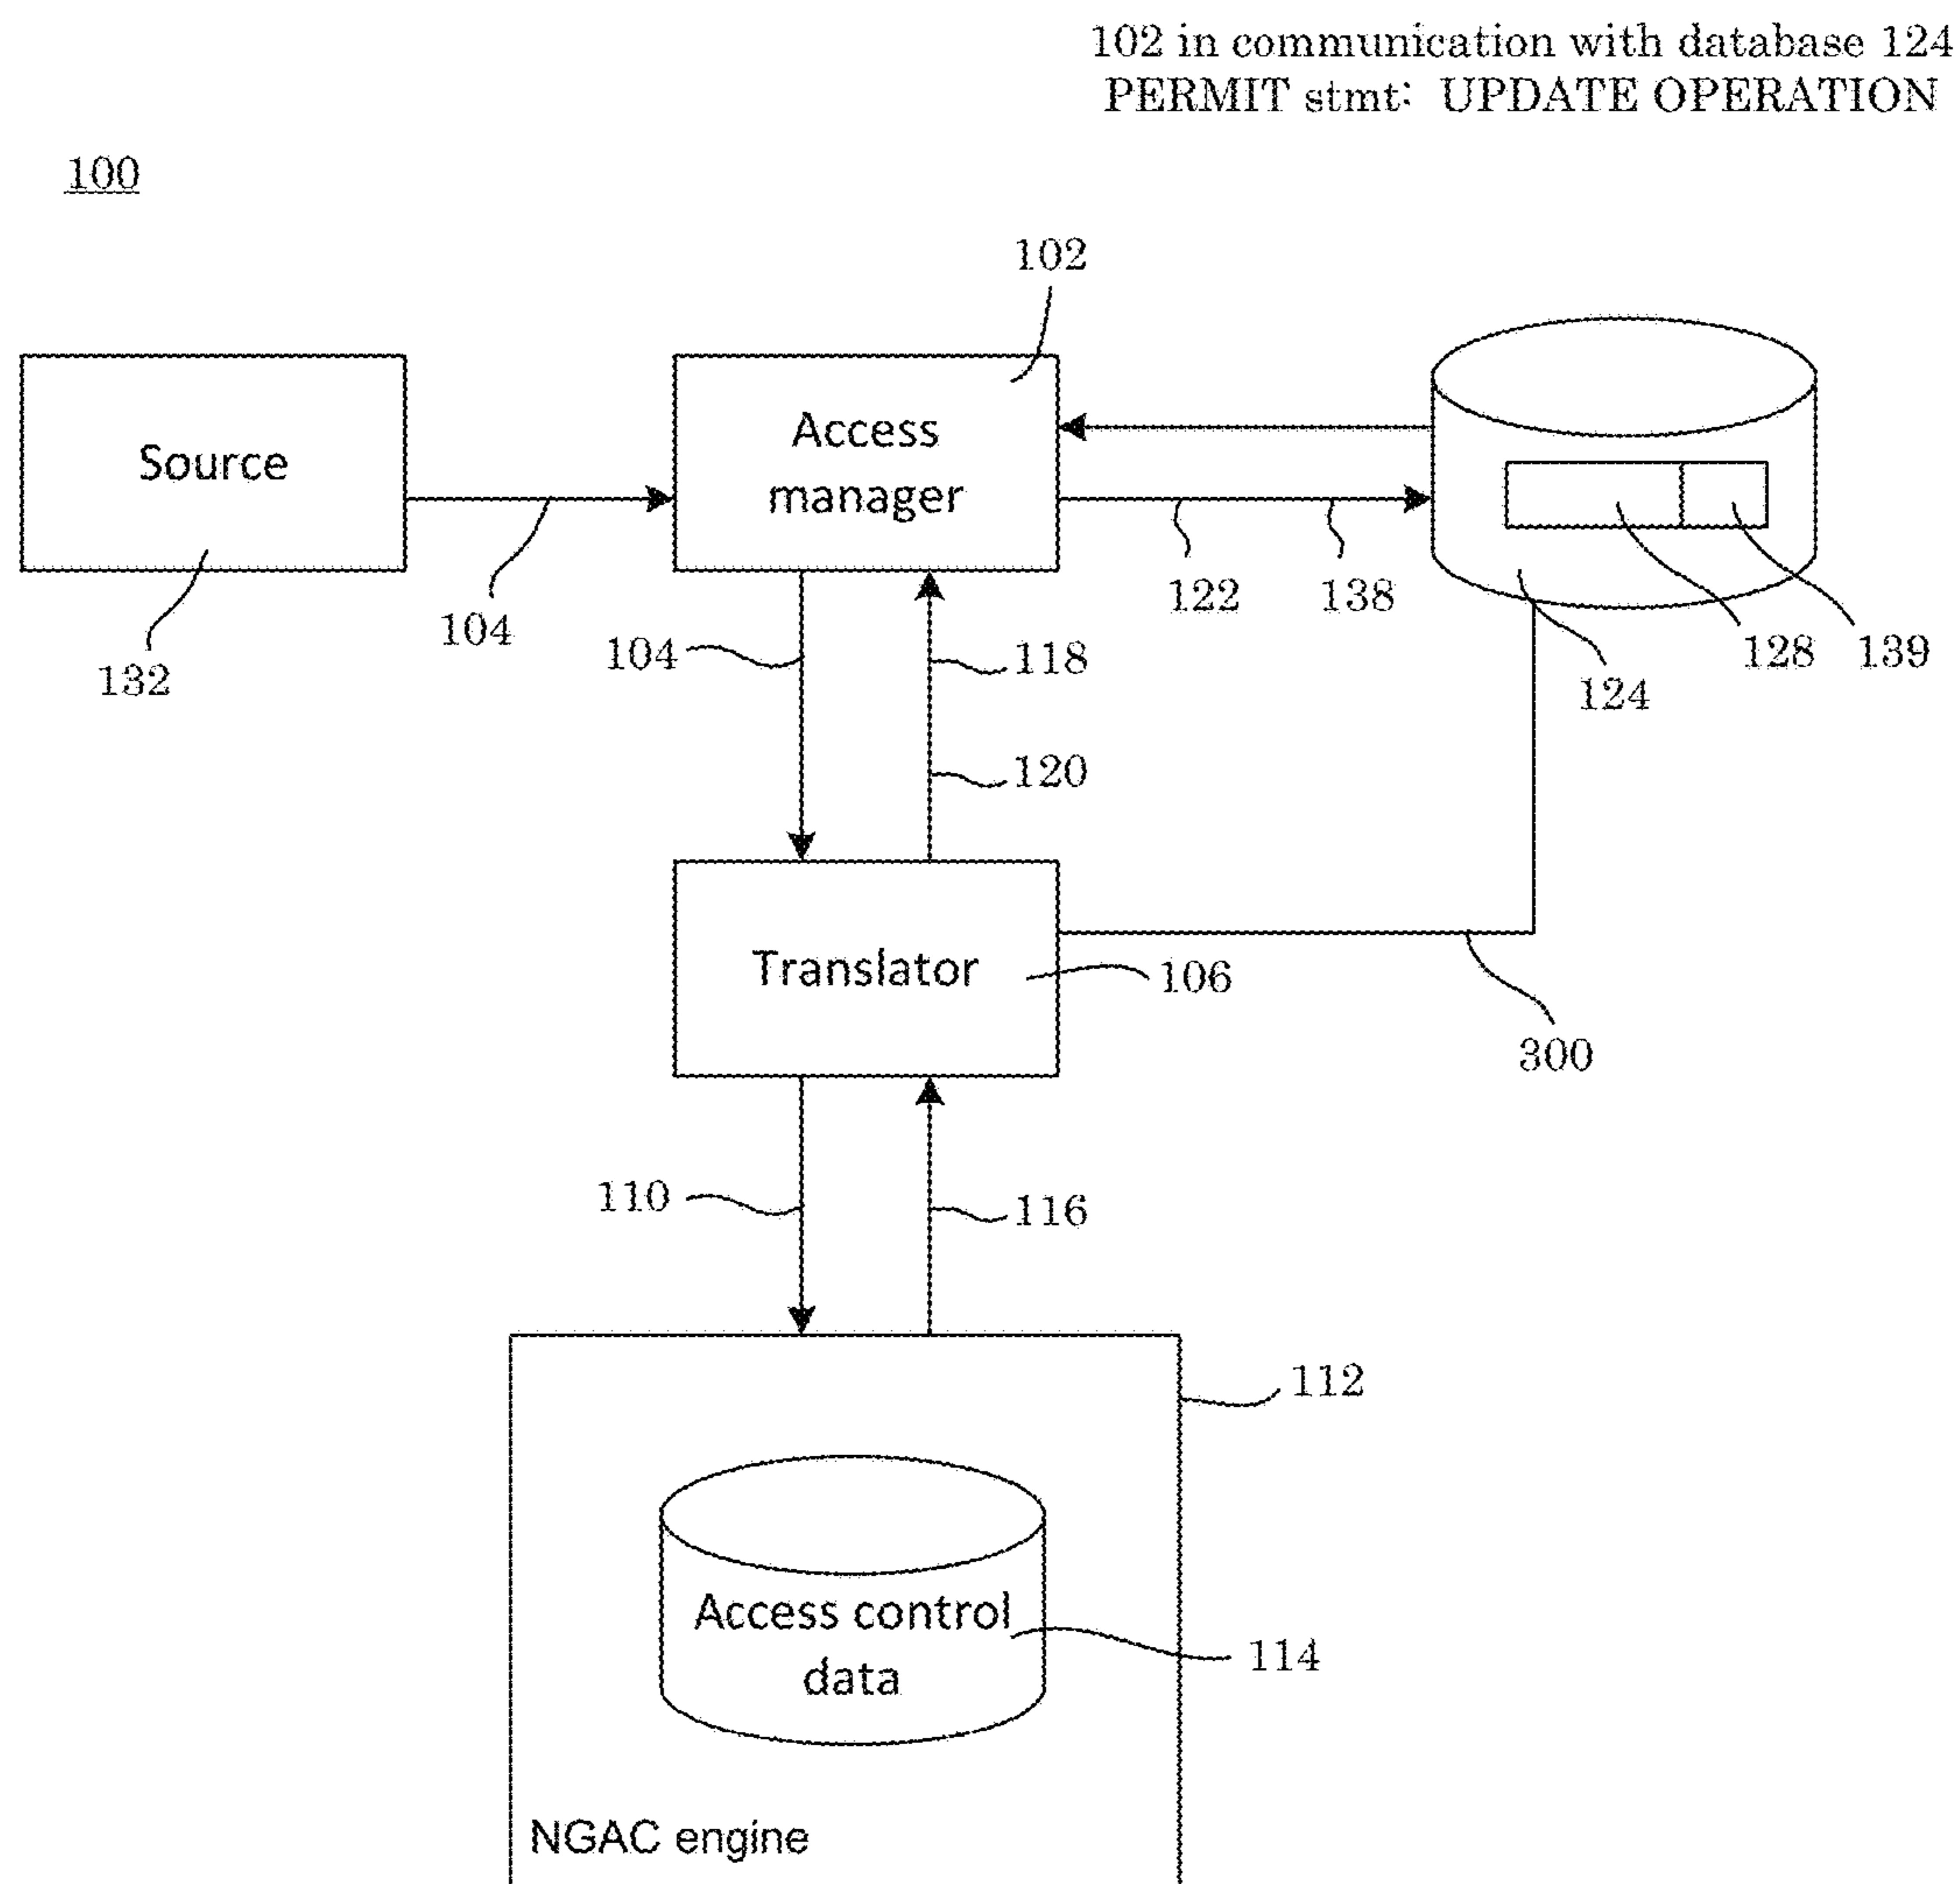 102 in communication with database 124
PERMIT stmt: UPDATE OPERATION
100
102
Source
Access
manager
104
132
122
138
128
139
124
104
118
120
Translator
106
300
110
116
112
Access control
data
114
NGAC engine